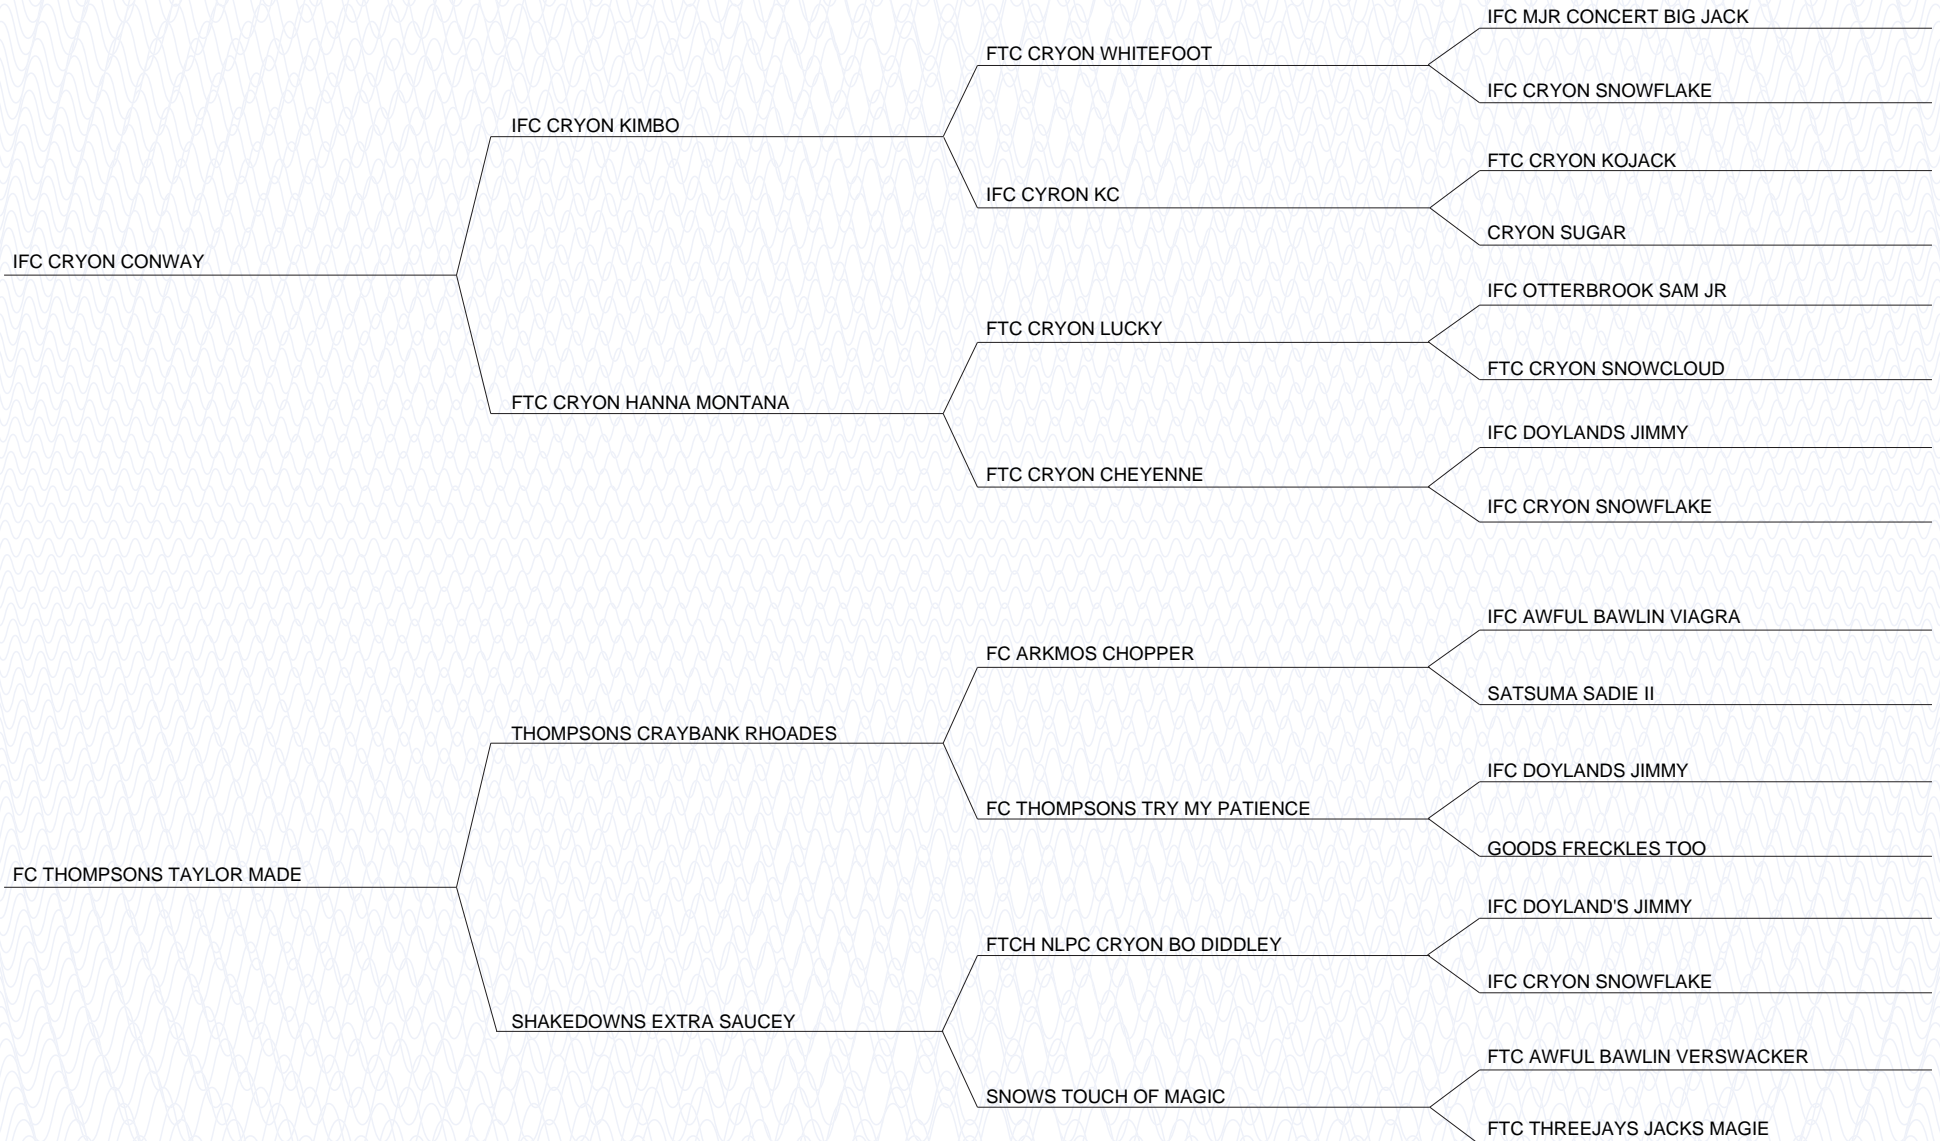 IFC MJR CONCERT BIG JACK
FTC CRYON WHITEFOOT
IFC CRYON SNOWFLAKE
IFC CRYON KIMBO
FTC CRYON KOJACK
IFC CYRON KC
CRYON SUGAR
IFC CRYON CONWAY
IFC OTTERBROOK SAM JR
FTC CRYON LUCKY
FTC CRYON SNOWCLOUD
FTC CRYON HANNA MONTANA
IFC DOYLANDS JIMMY
FTC CRYON CHEYENNE
IFC CRYON SNOWFLAKE
IFC AWFUL BAWLIN VIAGRA
FC ARKMOS CHOPPER
SATSUMA SADIE II
THOMPSONS CRAYBANK RHOADES
IFC DOYLANDS JIMMY
FC THOMPSONS TRY MY PATIENCE
GOODS FRECKLES TOO
FC THOMPSONS TAYLOR MADE
IFC DOYLAND'S JIMMY
FTCH NLPC CRYON BO DIDDLEY
IFC CRYON SNOWFLAKE
SHAKEDOWNS EXTRA SAUCEY
FTC AWFUL BAWLIN VERSWACKER
SNOWS TOUCH OF MAGIC
FTC THREEJAYS JACKS MAGIE